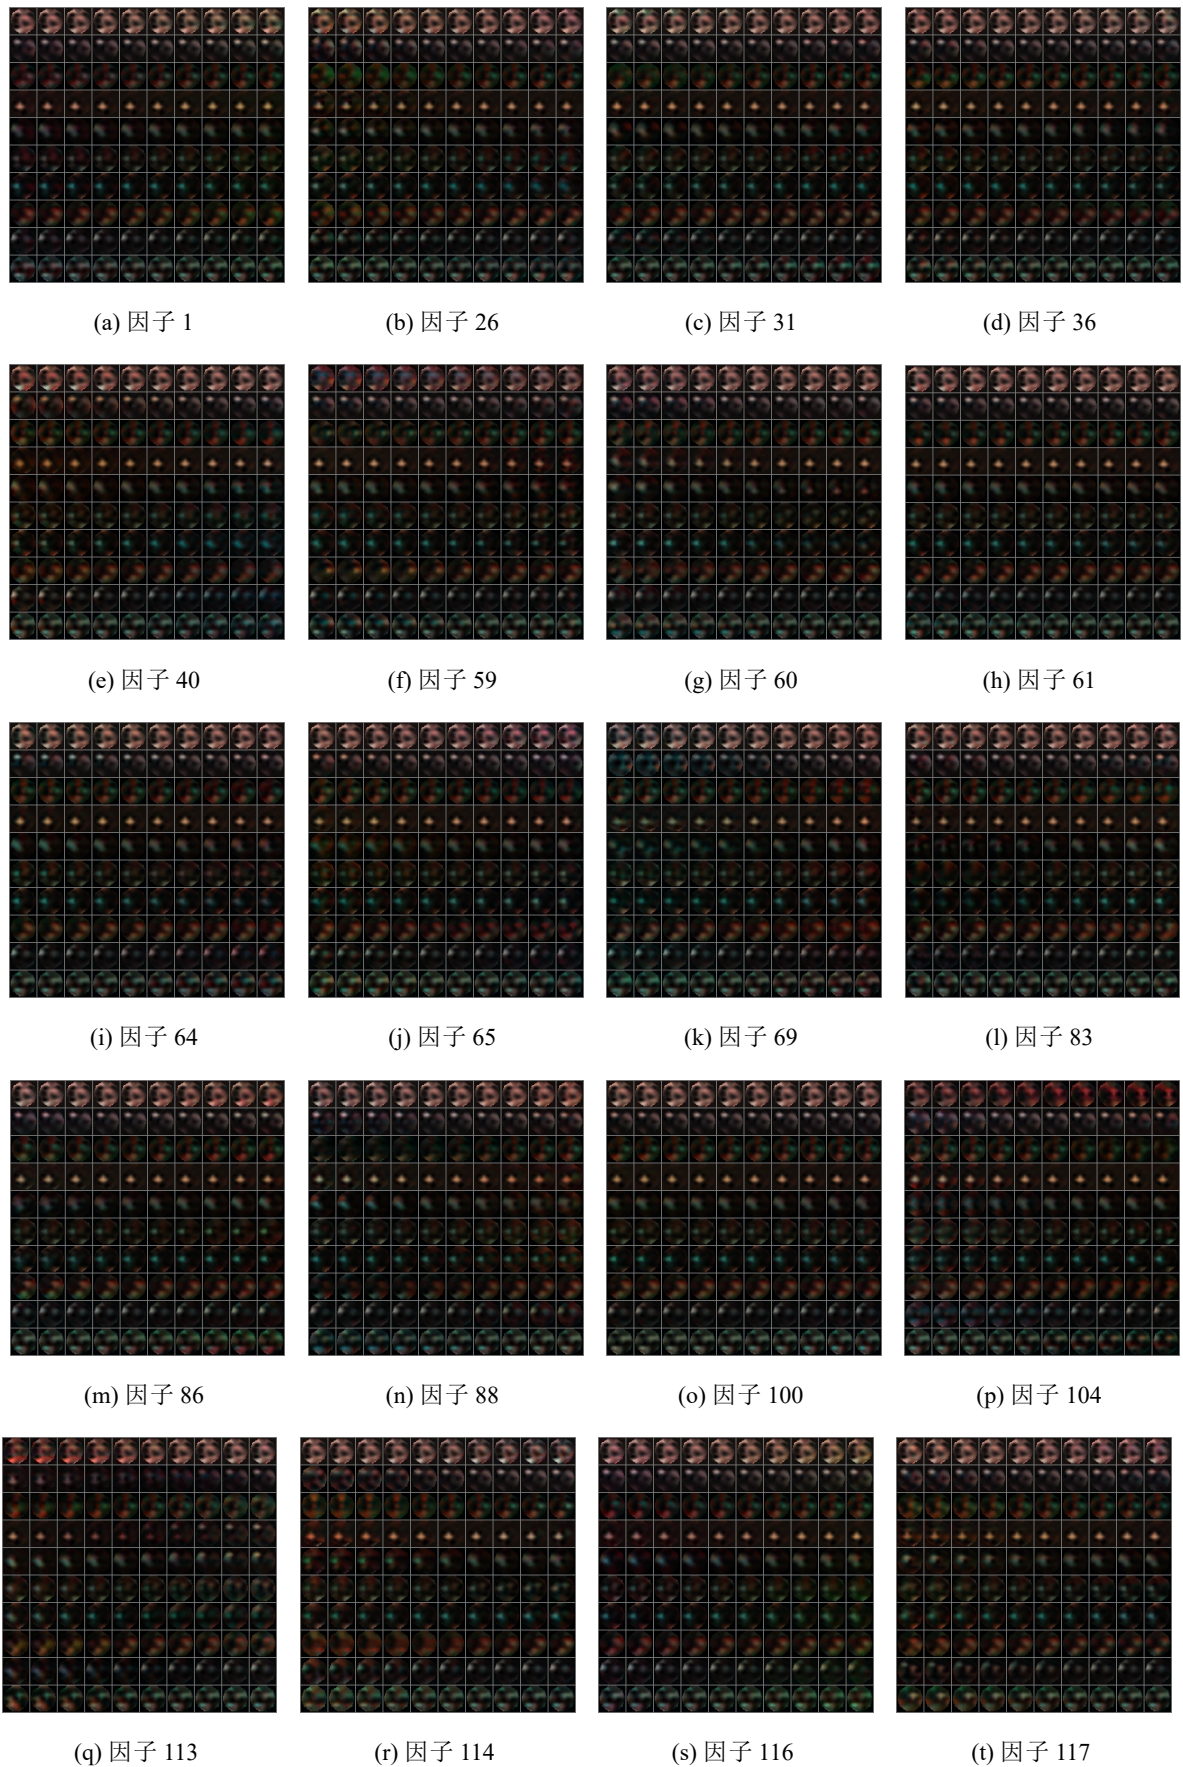 (a) 因子 1
(b) 因子 26
(c) 因子 31
(d) 因子 36
(e) 因子 40
(f) 因子 59
(g) 因子 60
(h) 因子 61
(i) 因子 64
(j) 因子 65
(k) 因子 69
(l) 因子 83
(m) 因子 86
(n) 因子 88
(o) 因子 100
(p) 因子 104
(q) 因子 113
(r) 因子 114
(s) 因子 116
(t) 因子 117